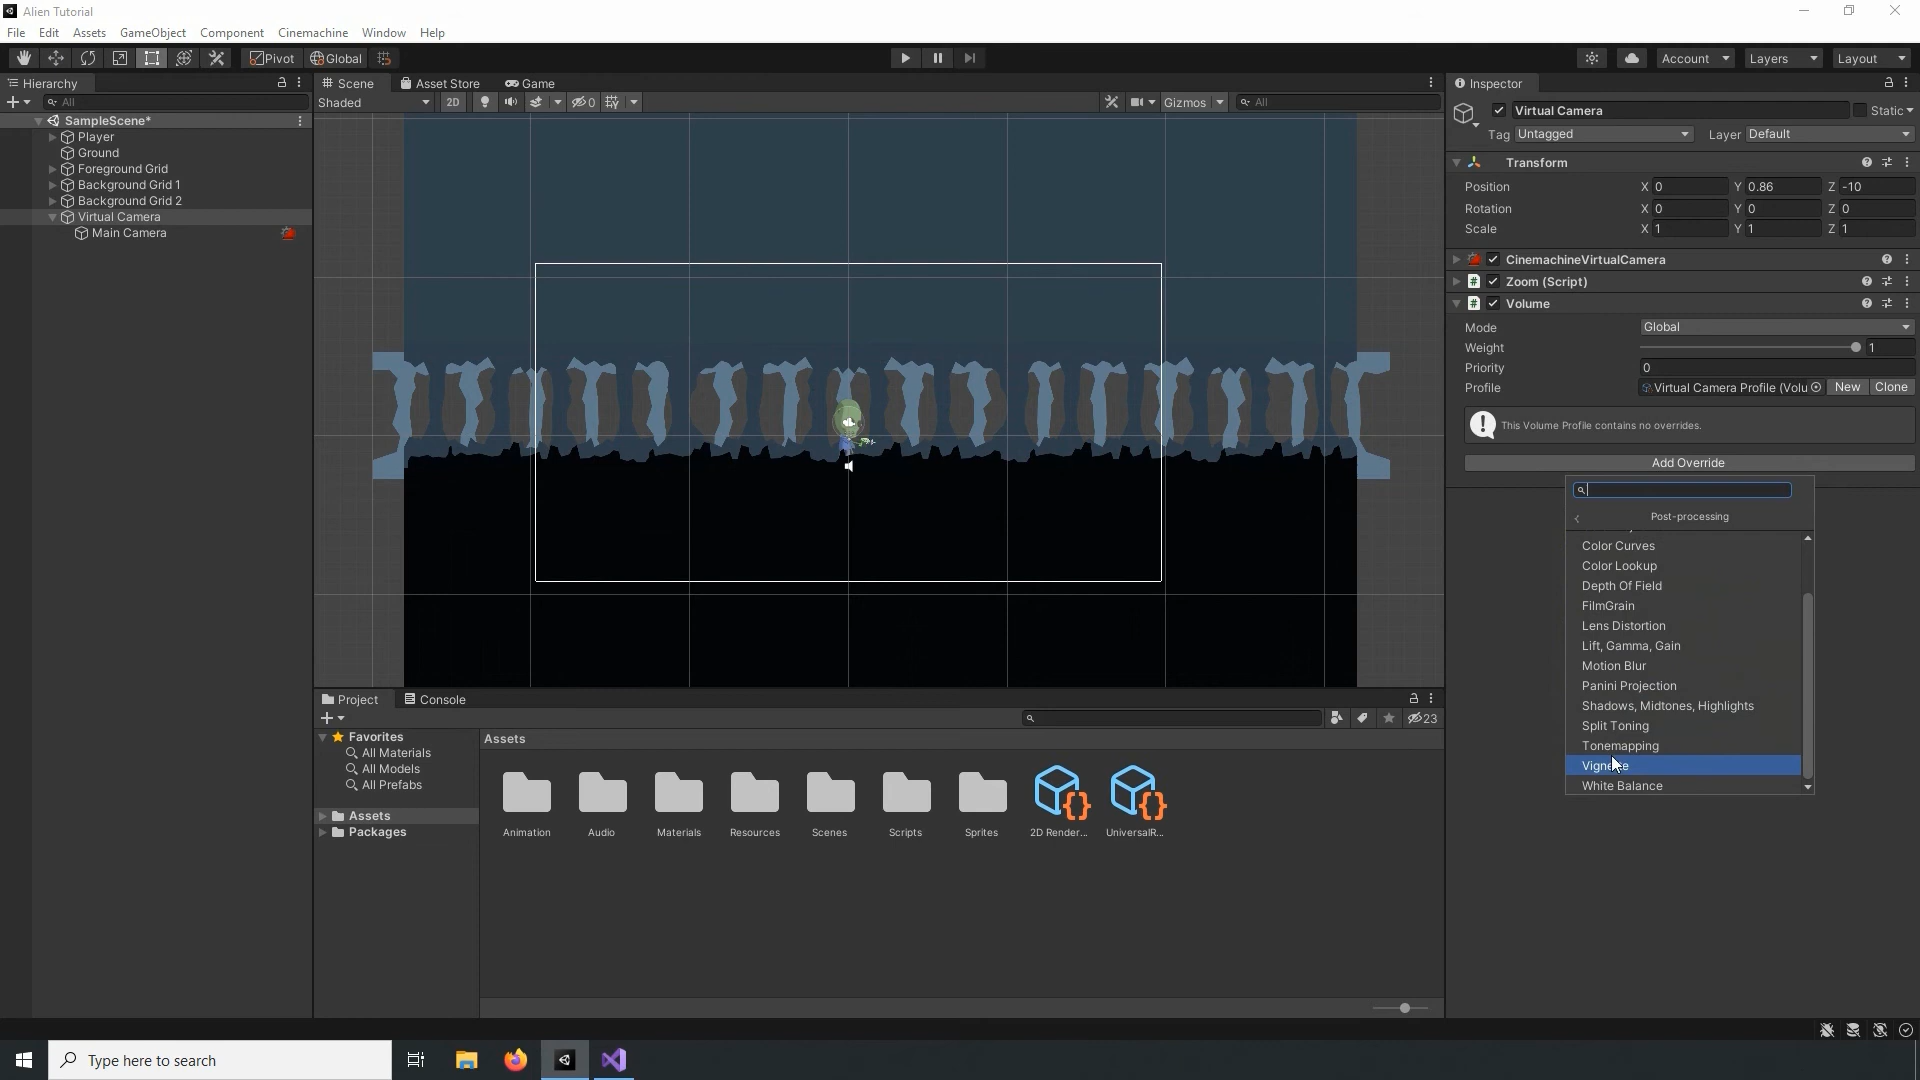 Alien Tutorial
File Edit Assets GameObject Component Cinemachine Window Help
Pivot Global Account Layers Layout
Hierarchy
All
SampleScene*
Player
Ground
Foreground Grid
Background Grid 1
Background Grid 2
Virtual Camera
Main Camera
Scene Asset Store Game
Shaded 2D 0 Gizmos All
Inspector
Virtual Camera Static
Tag Untagged Layer Default
Transform
Position X 0 Y 0.86 Z -10
Rotation X 0 Y 0 Z 0
Scale X 1 Y 1 Z 1
CinemachineVirtualCamera
Zoom (Script)
Volume
Mode Global
Weight 1
Priority 0
Profile Virtual Camera Profile (Volu New Clone
This Volume Profile contains no overrides.
Add Override
Post-processing
Color Curves
Color Lookup
Depth Of Field
FilmGrain
Lens Distortion
Lift, Gamma, Gain
Motion Blur
Panini Projection
Shadows, Midtones, Highlights
Split Toning
Tonemapping
White Balance
Project Console
23
Favorites
All Materials
All Models
All Prefabs
Assets
Packages
Assets
Animation Audio Materials Resources Scenes Scripts Sprites 2D Render... UniversalR...
Type here to search